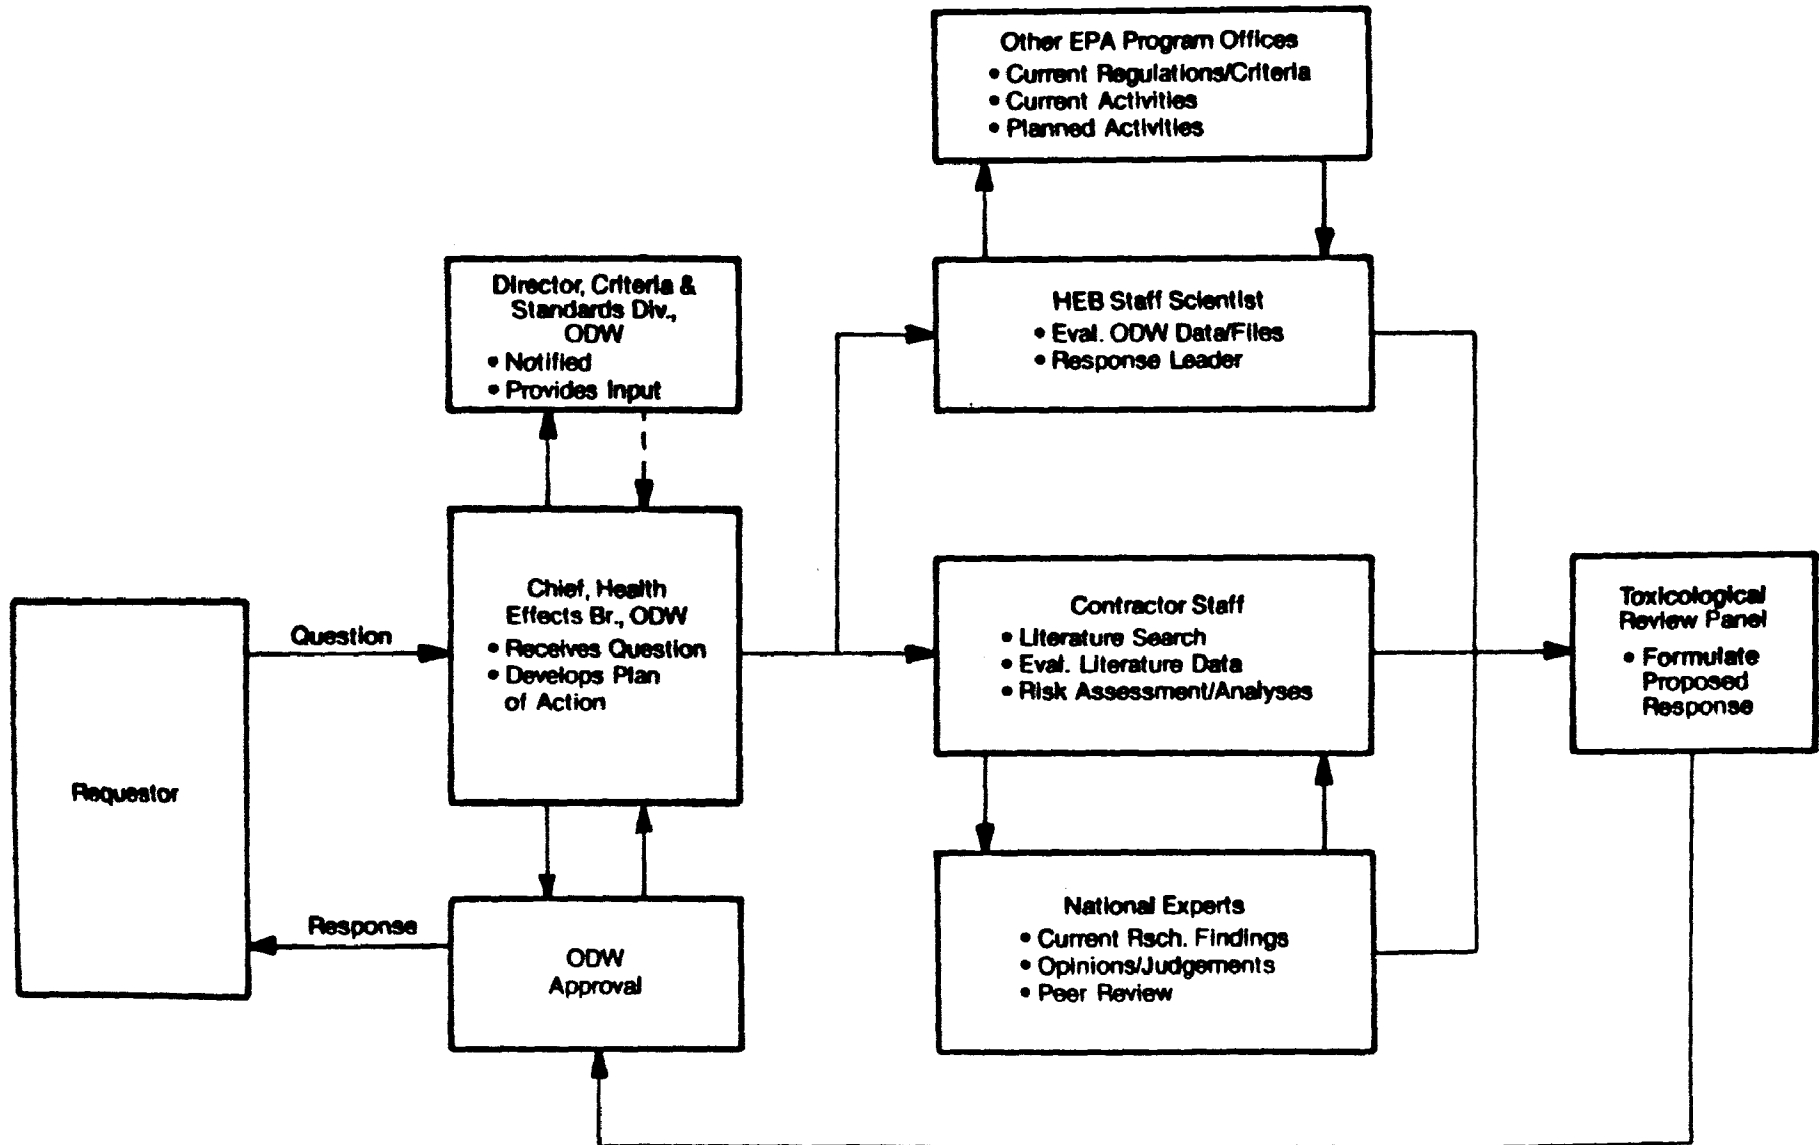 Other EPA Program Offices
• Current Regulations/Criteria
• Current Activities
• Planned Activities
Director, Criteria &
Standards Div.,
ODW
• Notified
• Provides Input
HEB Staff Scientist
• Eval. ODW Data/Files
• Response Leader
Chief, Health
Effects Br., ODW
• Receives Question
• Develops Plan
of Action
Contractor Staff
• Literature Search
• Eval. Literature Data
• Risk Assessment/Analyses
Toxicological
Review Panel
• Formulate
Proposed
Response
Question
Requestor
Response
ODW
Approval
National Experts
• Current Rsch. Findings
• Opinions/Judgements
• Peer Review